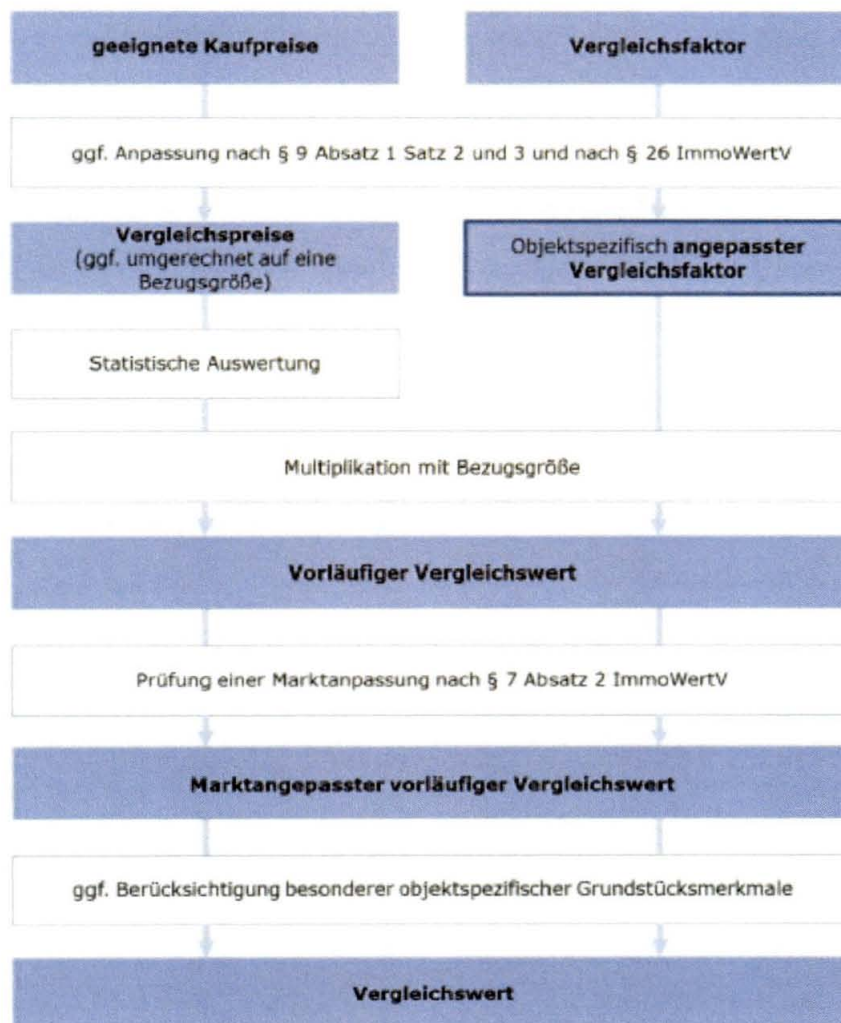 geeignete Kaufpreise
Vergleichsfaktor
ggf. Anpassung nach § 9 Absatz 1 Satz 2 und 3 und nach § 26 ImmoWertV
Vergleichspreise
(ggf. umgerechnet auf eine
Bezugsgröße)
Objektspezifisch angepasster
Vergleichsfaktor
Statistische Auswertung
Multiplikation mit Bezugsgröße
Vorläufiger Vergleichswert
Prüfung einer Marktanpassung nach § 7 Absatz 2 ImmoWertV
Marktangepasster vorläufiger Vergleichswert
ggf. Berücksichtigung besonderer objektspezifischer Grundstücksmerkmale
Vergleichswert